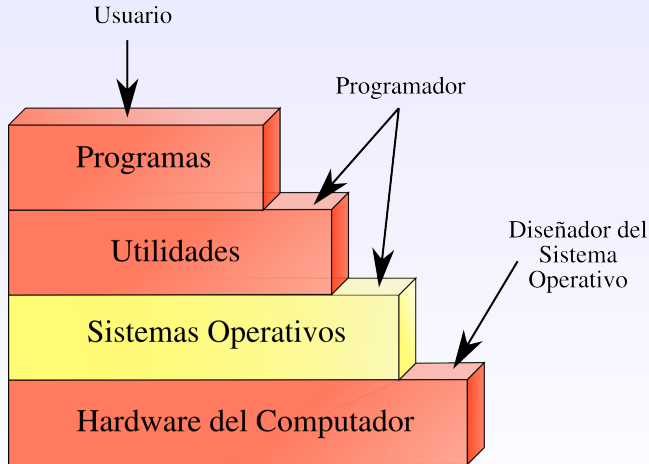 Usuario
Programador
Programas
Diseñador del
Sistema
Operativo
Utilidades
Sistemas Operativos
Hardware del Computador